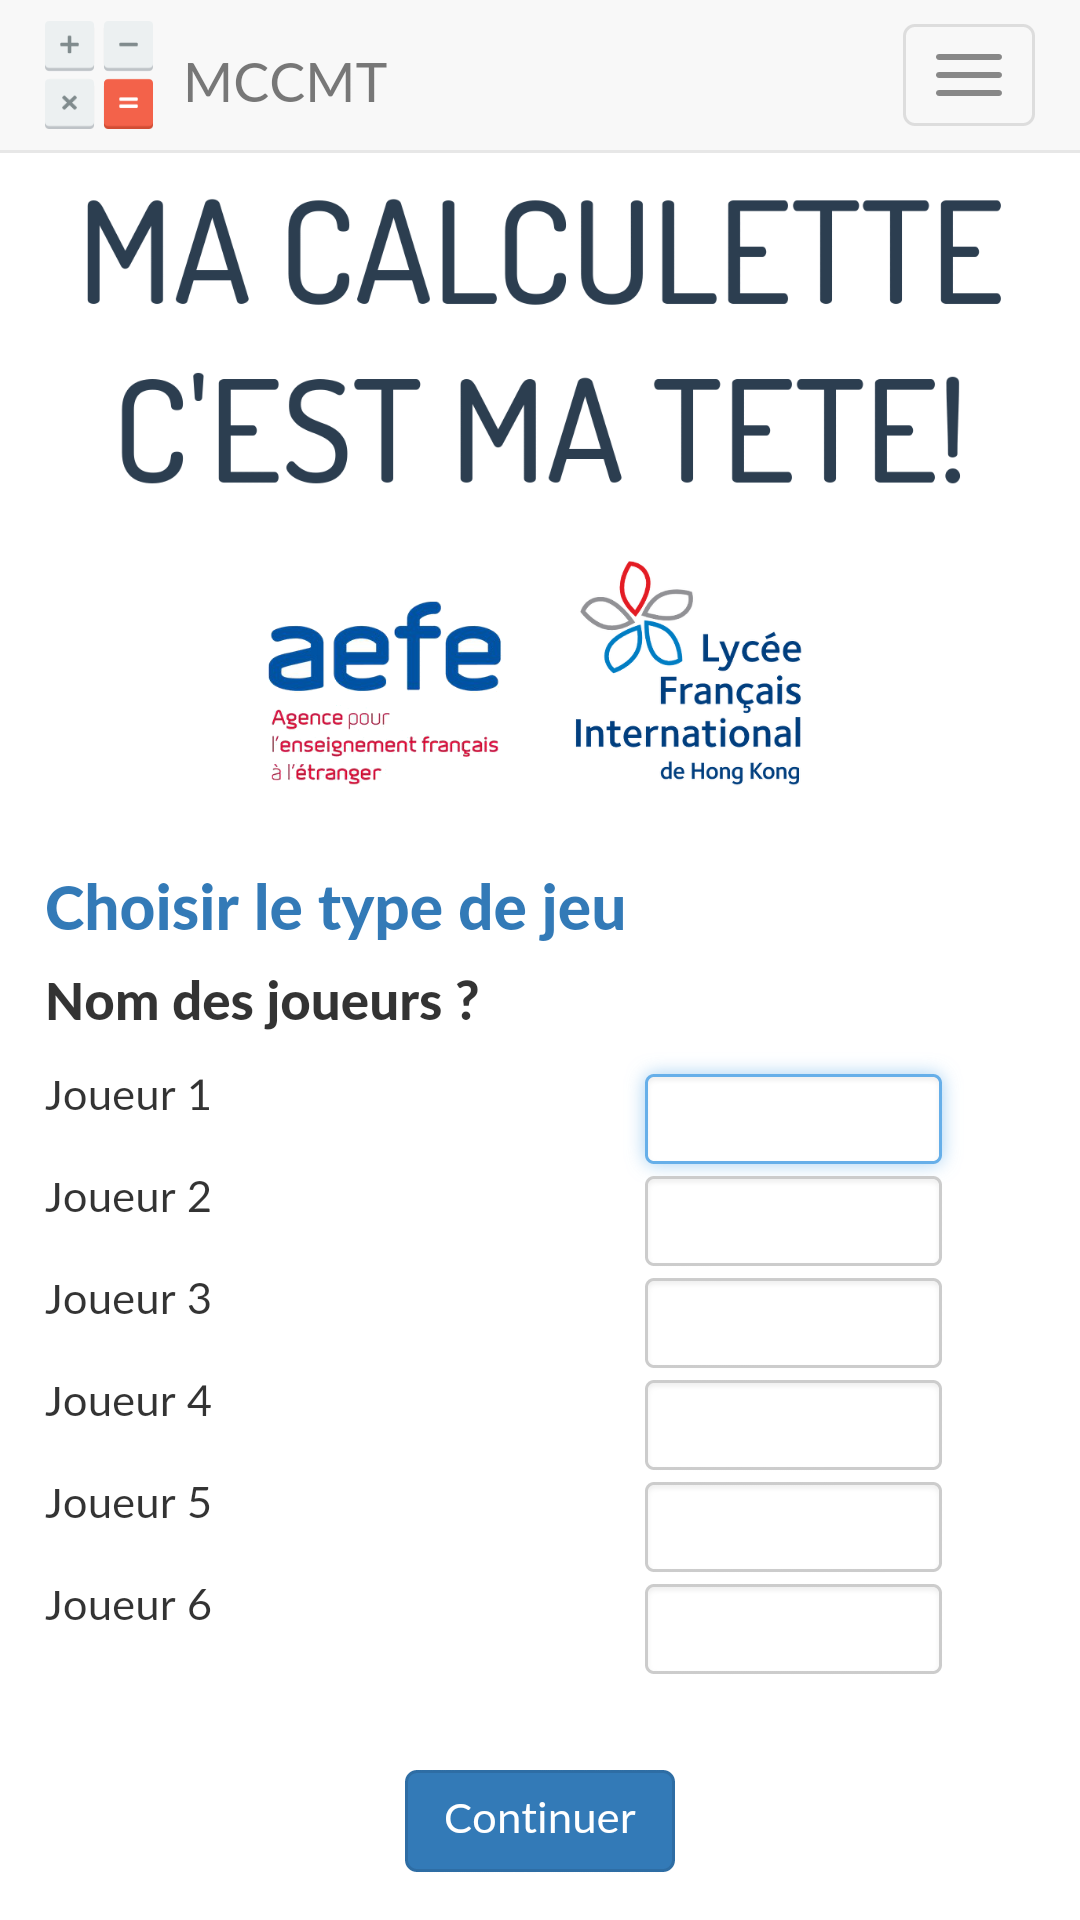 + −
× =
MCCMT
MA CALCULETTE
C'EST MA TETE!
aefe
Agence pour
l'enseignement français
à l'étranger
Lycée
Français
International
de Hong Kong
Choisir le type de jeu
Nom des joueurs ?
Joueur 1
Joueur 2
Joueur 3
Joueur 4
Joueur 5
Joueur 6
Continuer